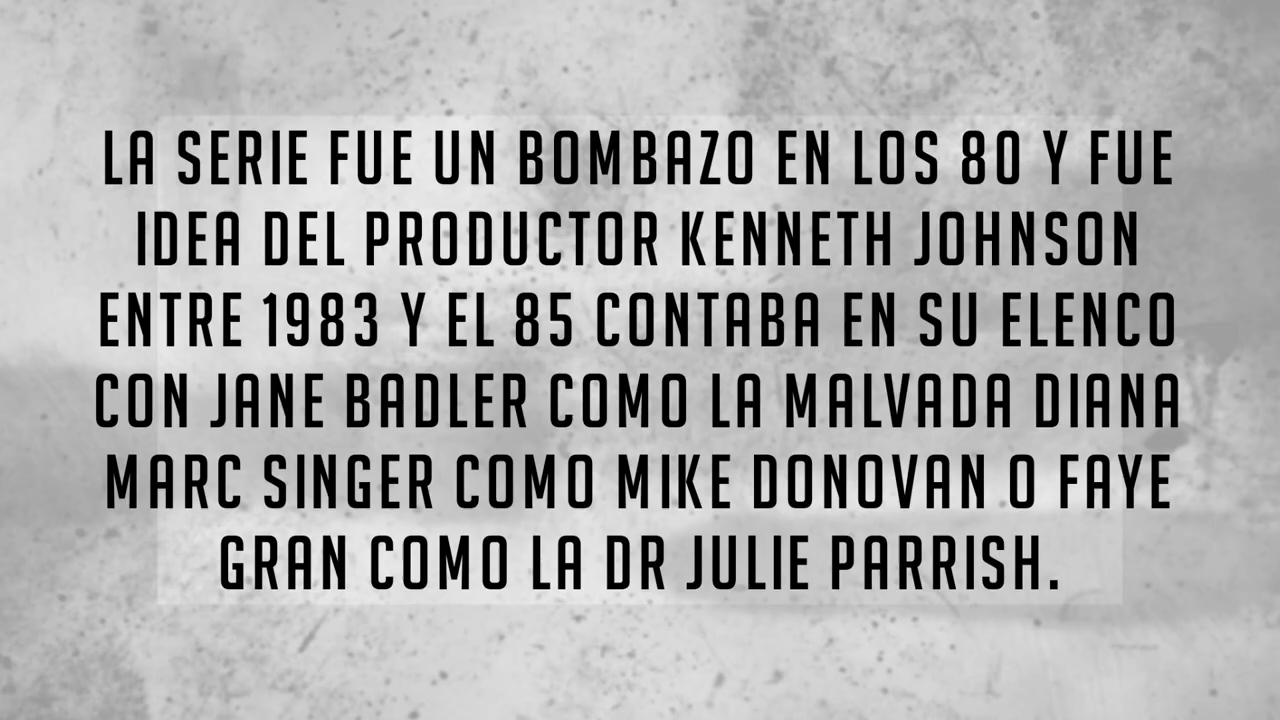 LA SERIE FUE UN BOMBAZO EN LOS 80 Y FUE
IDEA DEL PRODUCTOR KENNETH JOHNSON
ENTRE 1983 Y EL 85 CONTABA EN SU ELENCO
CON JANE BADLER COMO LA MALVADA DIANA
MARC SINGER COMO MIKE DONOVAN O FAYE
GRAN COMO LA DR JULIE PARRISH.